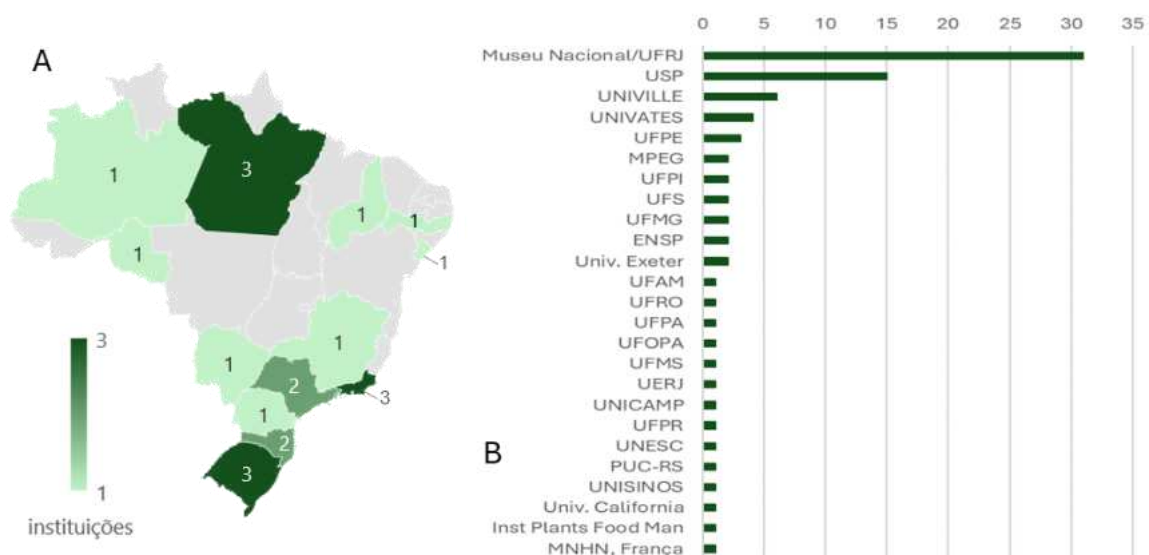 A
1
3
1
1
1
1
1
1
2
3
1
2
3
3
1
instituições
0 5 10 15 20 25 30 35
Museu Nacional/UFRJ
USP
UNIVILLE
UNIVATES
UFPE
MPEG
UFPI
UFS
UFMG
ENSP
Univ. Exeter
UFAM
UFRO
UFPA
UFOPA
UFMS
UERJ
UNICAMP
UFPR
UNESC
PUC-RS
UNISINOS
Univ. California
Inst Plants Food Man
MNHN, França
B